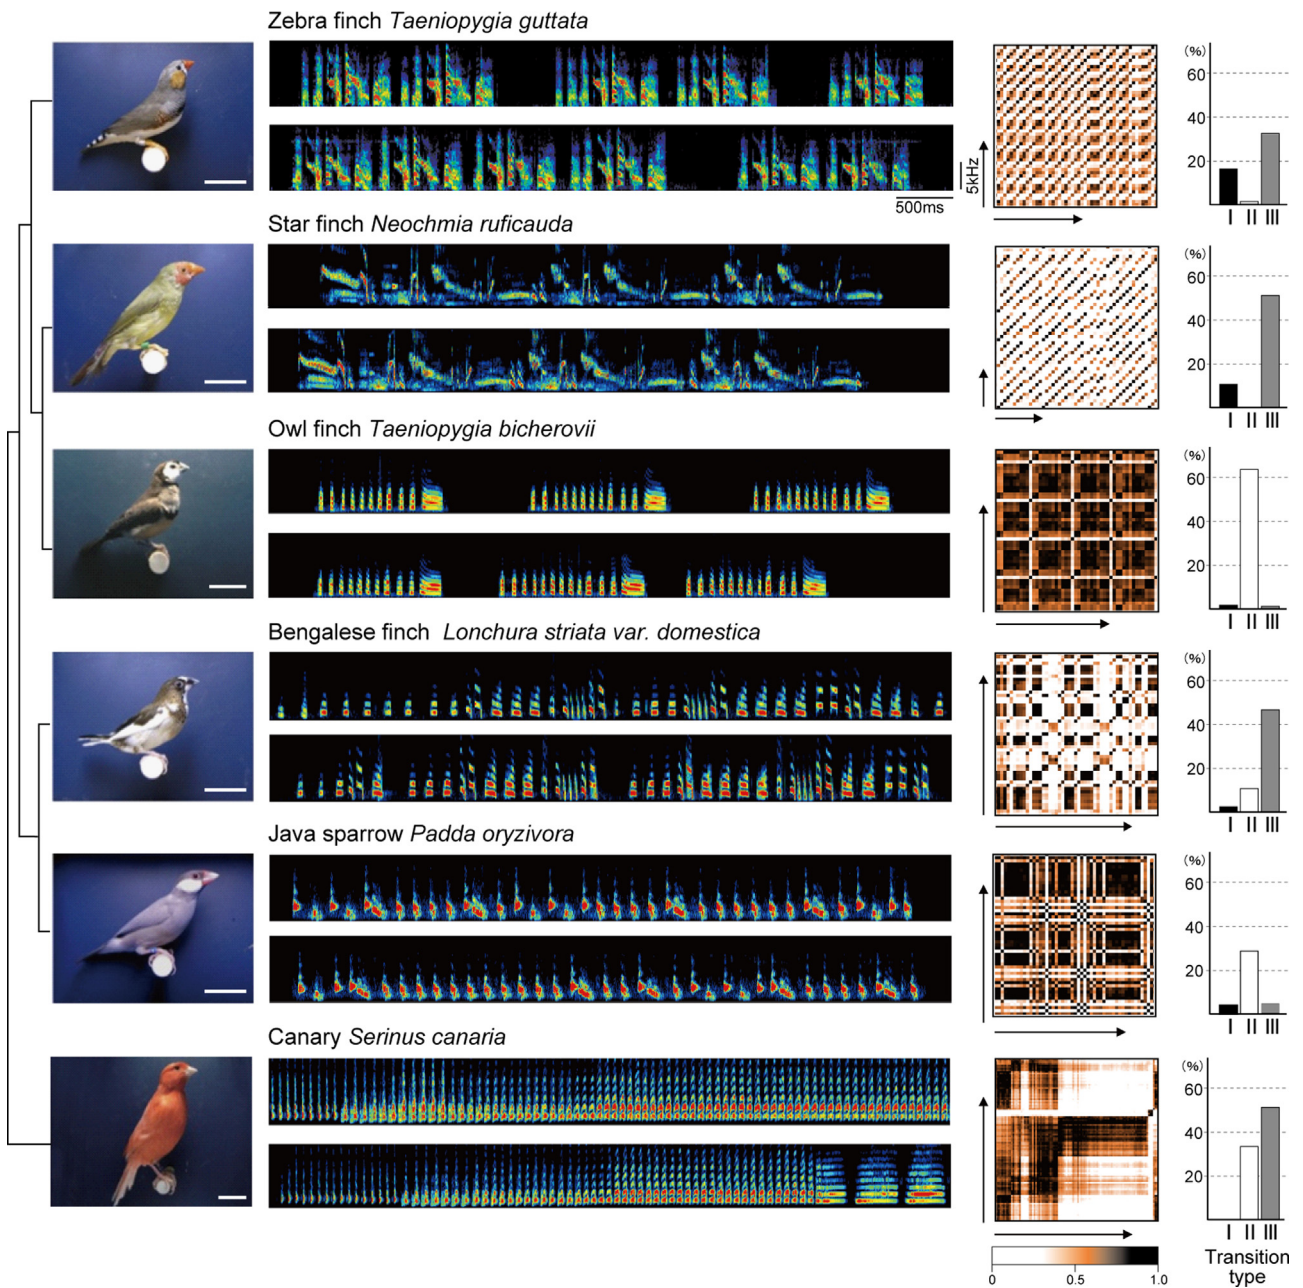 Zebra finch Taeniopygia guttata
(%)
60
40
20
I II III
5kHz
500ms
Star finch Neochmia ruficauda
(%)
60
40
20
I II III
Owl finch Taeniopygia bicherovii
(%)
60
40
20
I II III
Bengalese finch Lonchura striata var. domestica
(%)
60
40
20
I II III
Java sparrow Padda oryzivora
(%)
60
40
20
I II III
Canary Serinus canaria
(%)
60
40
20
I II III
0 0.5 1.0
Transition
type